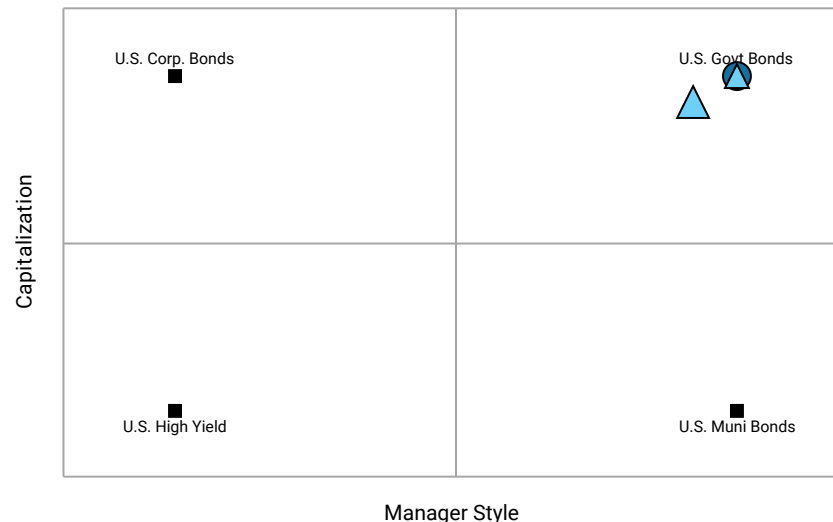 U.S. Corp. Bonds
U.S. Govt Bonds
Capitalization
U.S. High Yield
U.S. Muni Bonds
Manager Style